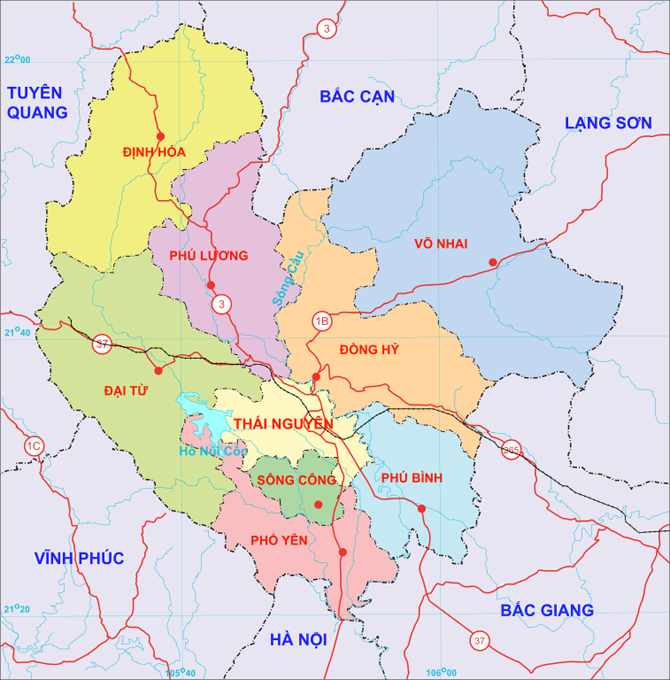 3
22°00'
TUYÊN
QUANG
BẮC CẠN
LẠNG SƠN
ĐỊNH HÓA
VÕ NHAI
PHÚ LƯƠNG
Sông Cầu
3
1B
21°40
37
ĐỒNG HỶ
ĐẠI TỪ
THÁI NGUYÊN
1C
Hồ Núi Cốc
265
SÔNG CÔNG
PHÚ BÌNH
PHỔ YÊN
VĨNH PHÚC
21°20
BẮC GIANG
HÀ NỘI
37
105°40
106°00